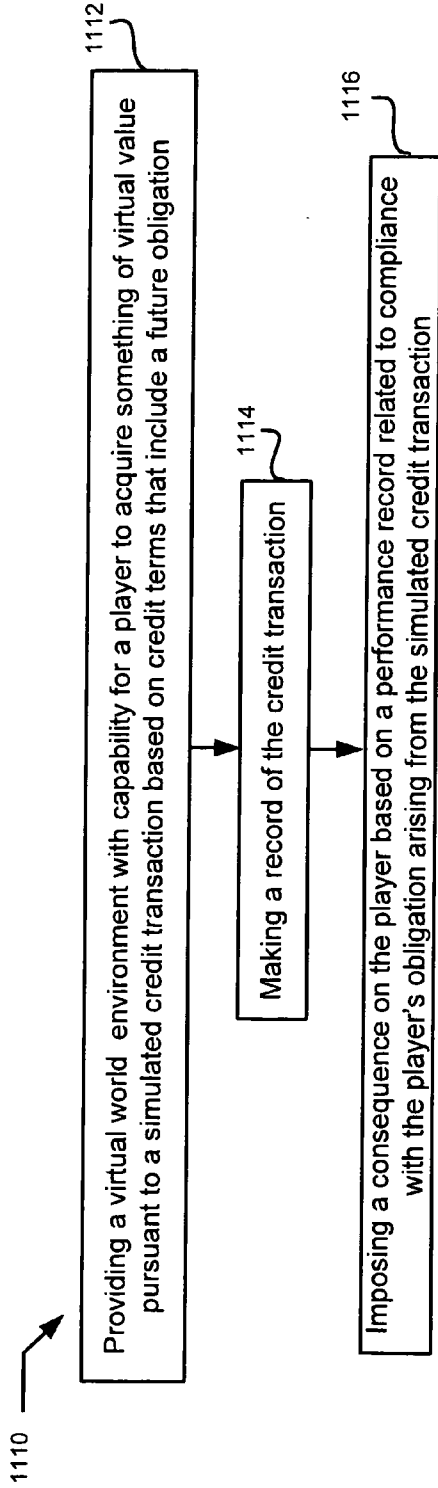 1110
1112
Providing a virtual world environment with capability for a player to acquire something of virtual value
pursuant to a simulated credit transaction based on credit terms that include a future obligation
1114
Making a record of the credit transaction
1116
Imposing a consequence on the player based on a performance record related to compliance
with the player's obligation arising from the simulated credit transaction